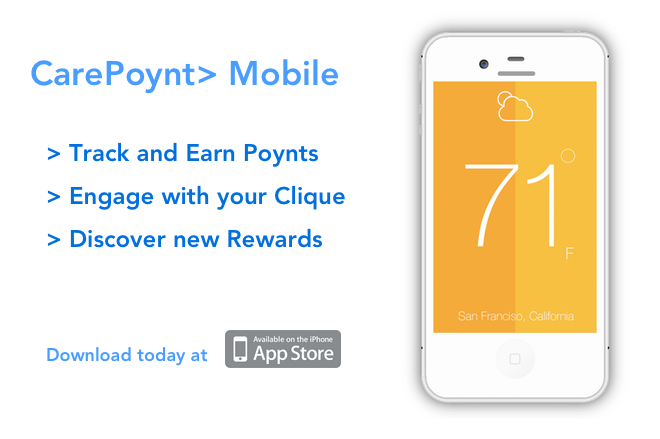 CarePoynt> Mobile
> Track and Earn Poynts
> Engage with your Clique
> Discover new Rewards
Download today at
Available on the iPhone
App Store
71°
F
San Franciso, California